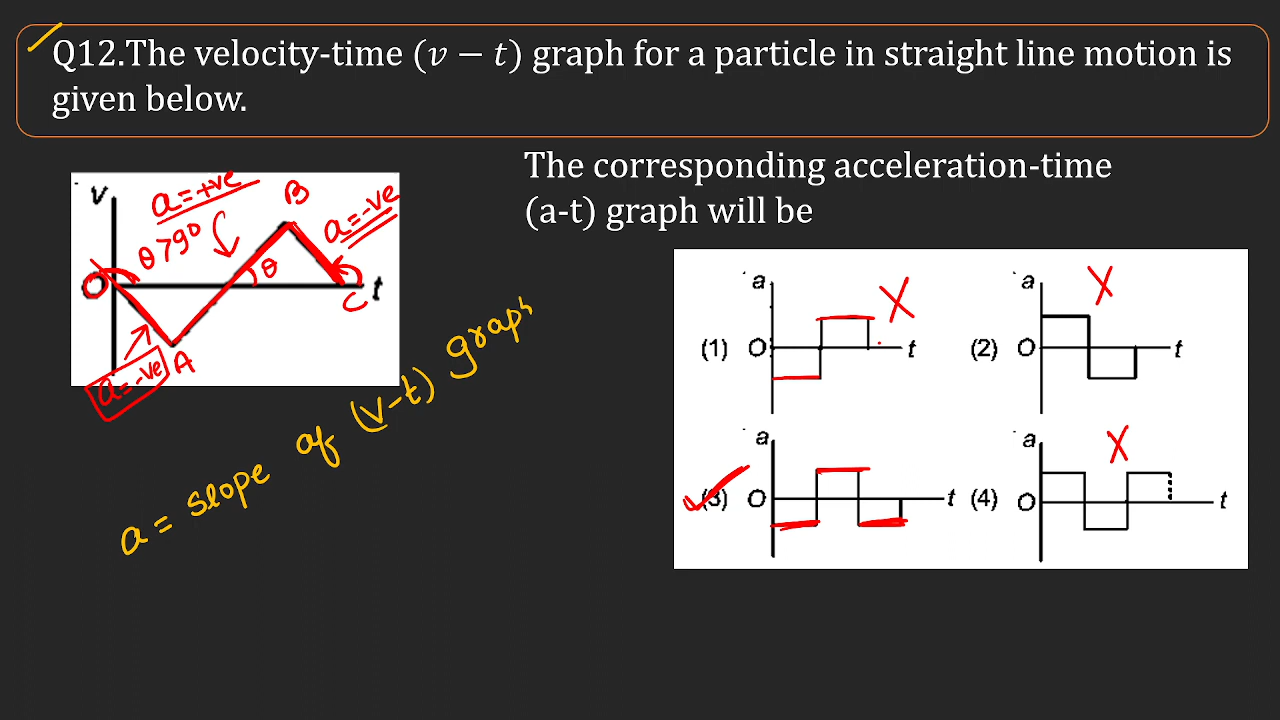 Q12.The velocity-time (v − t) graph for a particle in straight line motion is
given below.
The corresponding acceleration-time
(a-t) graph will be
v
a=+ve
B
a=-ve
θ>90
θ
O
t
C
A
a=-ve
a = slope of (v-t) graph
a
X
(1) O
t
a
X
(2) O
t
a
(3) O
t
a
X
(4) O
t